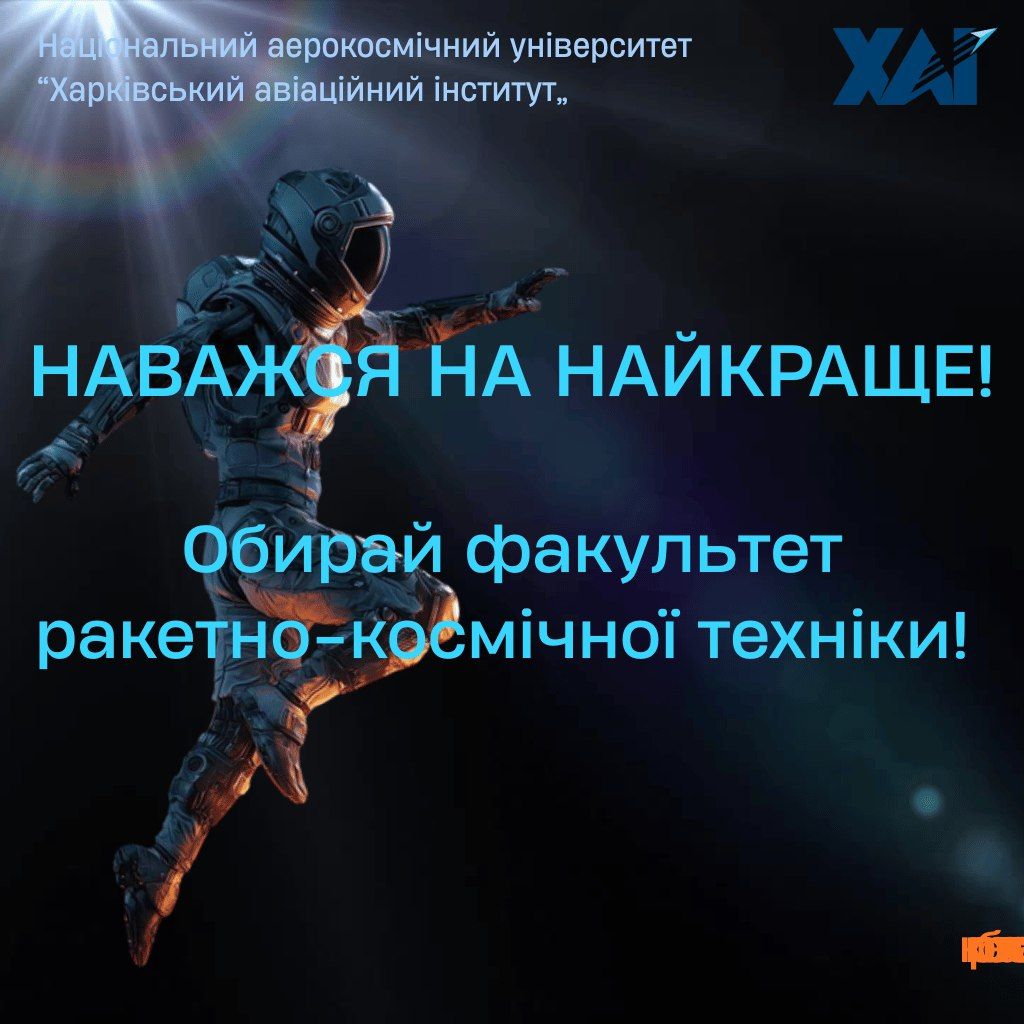 Національний аерокосмічний університет
“Харківський авіаційний інститут„
ХАІ
НАВАЖСЯ НА НАЙКРАЩЕ!
Обирай факультет
ракетно-космічної техніки!